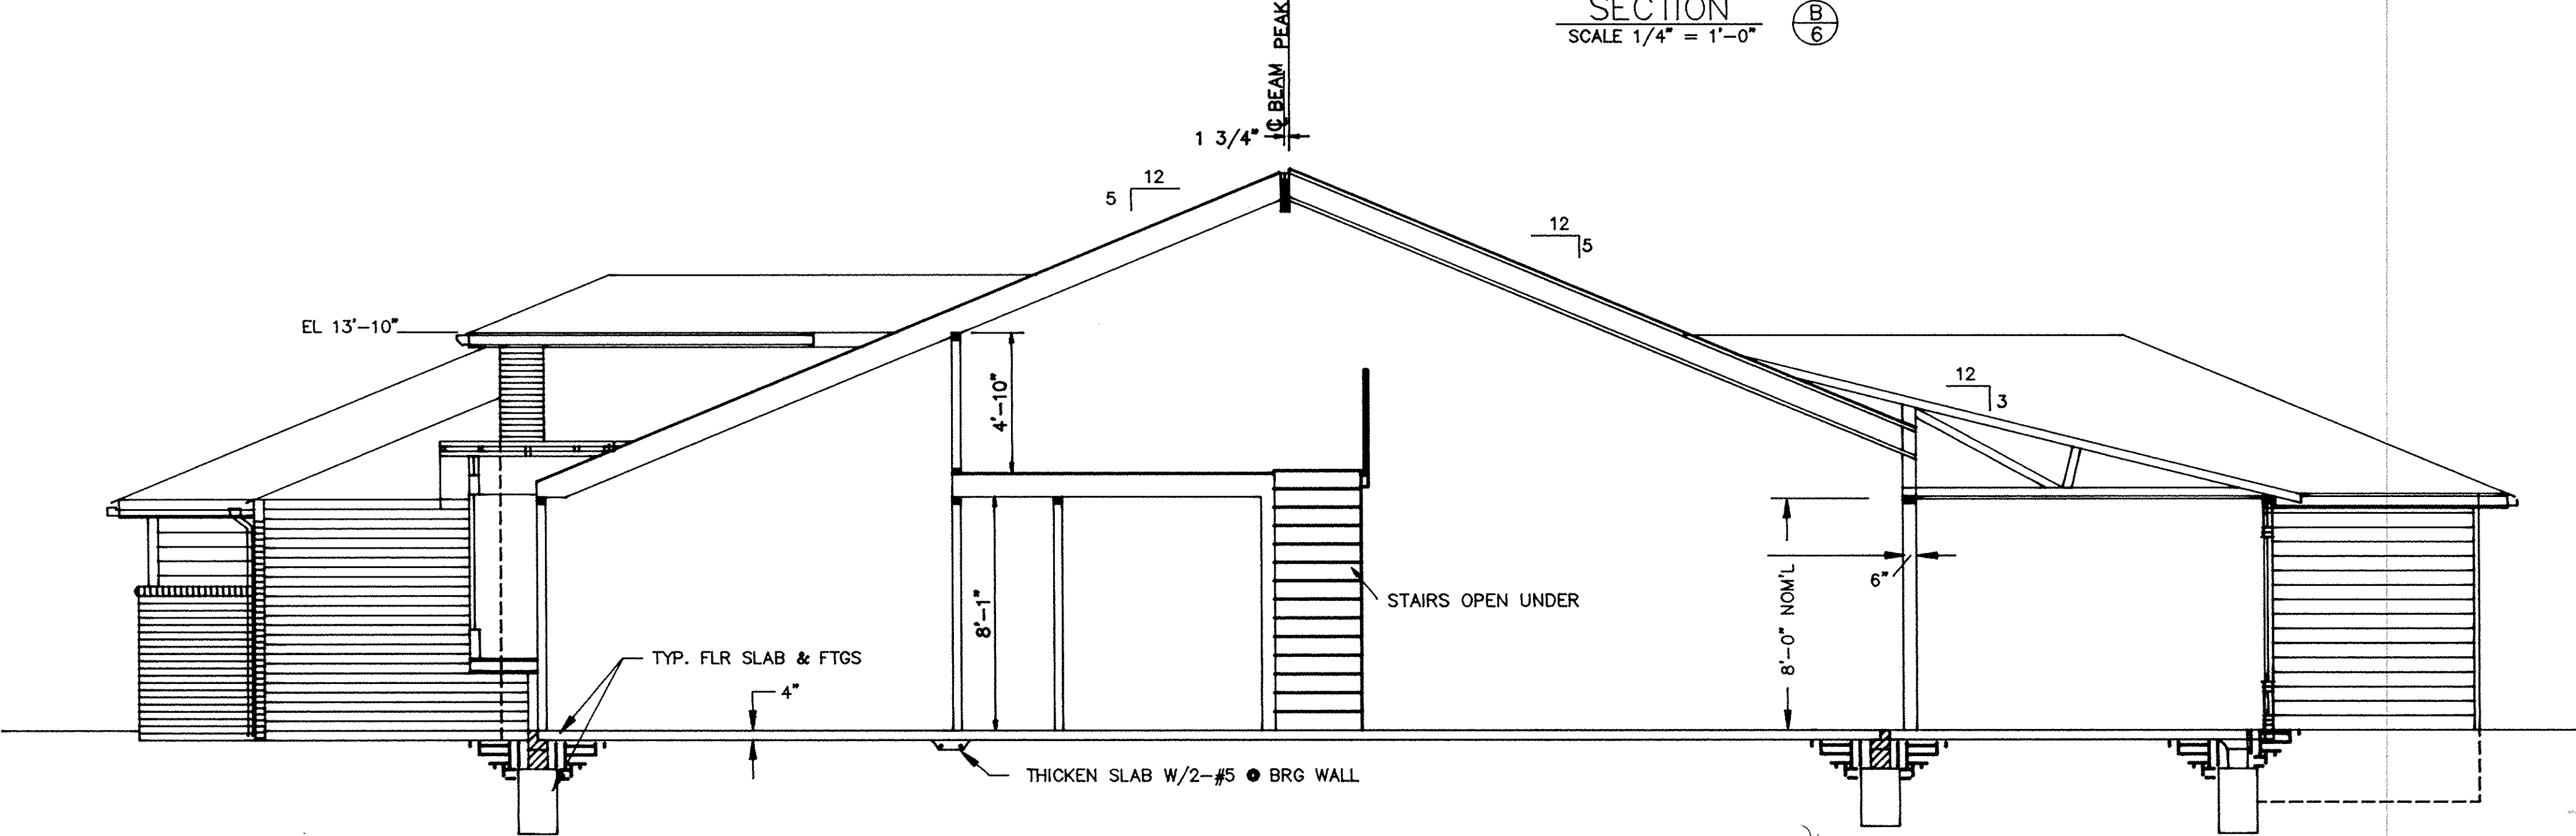 SECTION
SCALE 1/4" = 1'-0"
B
6
℄ BEAM PEAK
1 3/4"
12
5
12
5
EL 13'-10"
4'-10"
12
3
8'-1"
8'-0" NOM'L
6"
STAIRS OPEN UNDER
TYP. FLR SLAB & FTGS
4"
THICKEN SLAB W/2-#5 @ BRG WALL